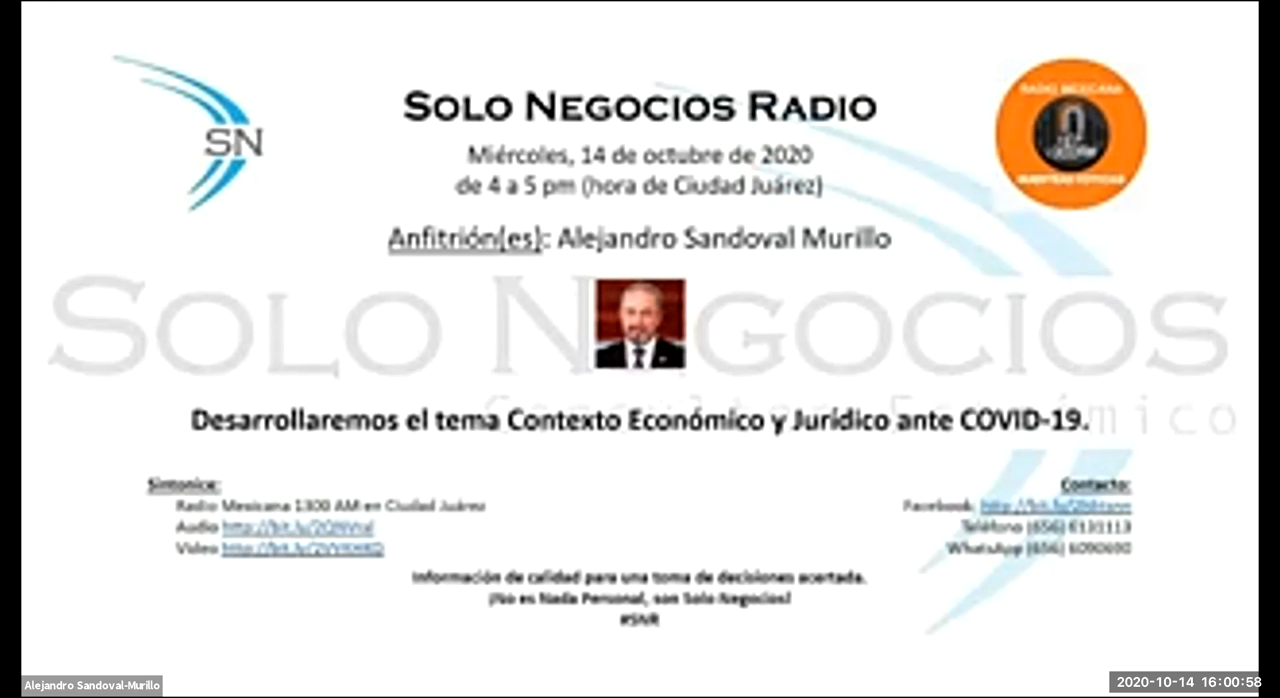 SN
SOLO NEGOCIOS RADIO
RADIO MEXICANA
Miércoles, 14 de octubre de 2020
de 4 a 5 pm (hora de Ciudad Juárez)
Anfitrión(es): Alejandro Sandoval Murillo
SOLO NEGOCIOS
Desarrollaremos el tema Contexto Económico y Jurídico ante COVID-19.
Sintonice:
Radio Mexicana 1300 AM en Ciudad Juárez
Audio
Video
Contacto:
Facebook:
Teléfono (656) 6131113
WhatsApp (656)
Información de calidad para una toma de decisiones acertada.
¡No es Nada Personal, son Solo Negocios!
#SNR
Alejandro Sandoval-Murillo
2020-10-14 16:00:58